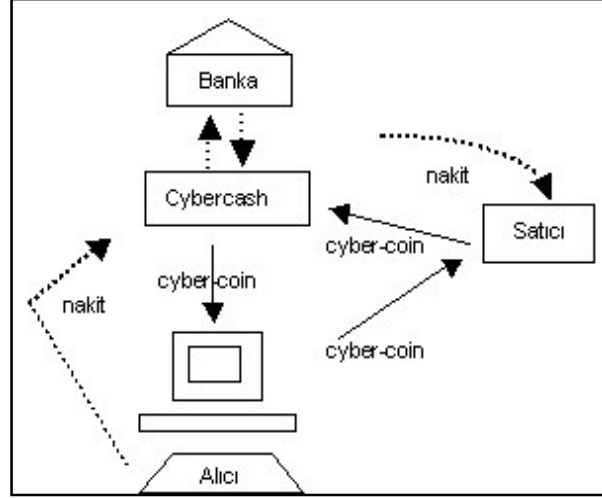 Banka
nakit
Cybercash
Satıcı
cyber-coin
cyber-coin
nakit
cyber-coin
Alıcı